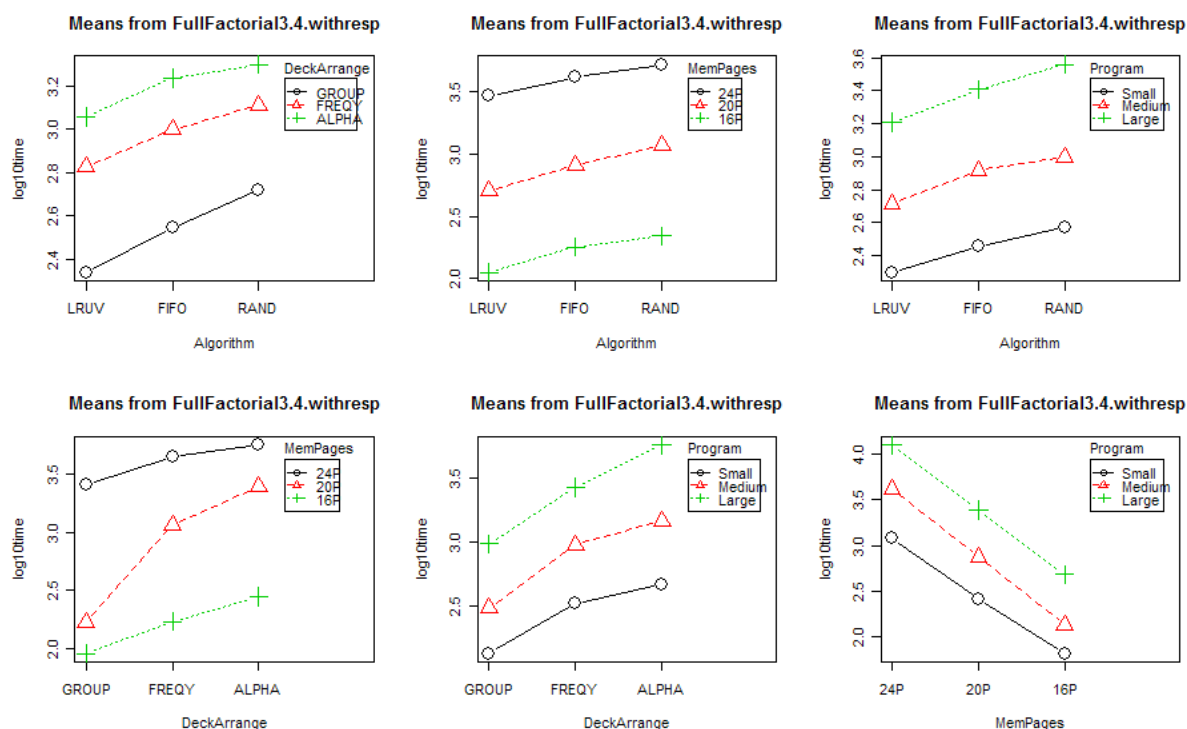 Means from FullFactorial3.4.withresp
log10time
3.2
3.0
2.8
2.6
2.4
DeckArrange
GROUP
FREQY
ALPHA
LRUV FIFO RAND
Algorithm
Means from FullFactorial3.4.withresp
log10time
3.5
3.0
2.5
2.0
MemPages
24P
20P
16P
LRUV FIFO RAND
Algorithm
Means from FullFactorial3.4.withresp
log10time
3.6
3.4
3.2
3.0
2.8
2.6
2.4
Program
Small
Medium
Large
LRUV FIFO RAND
Algorithm
Means from FullFactorial3.4.withresp
log10time
3.5
3.0
2.5
2.0
MemPages
24P
20P
16P
GROUP FREQY ALPHA
DeckArrange
Means from FullFactorial3.4.withresp
log10time
3.5
3.0
2.5
Program
Small
Medium
Large
GROUP FREQY ALPHA
DeckArrange
Means from FullFactorial3.4.withresp
log10time
4.0
3.5
3.0
2.5
2.0
Program
Small
Medium
Large
24P 20P 16P
MemPages